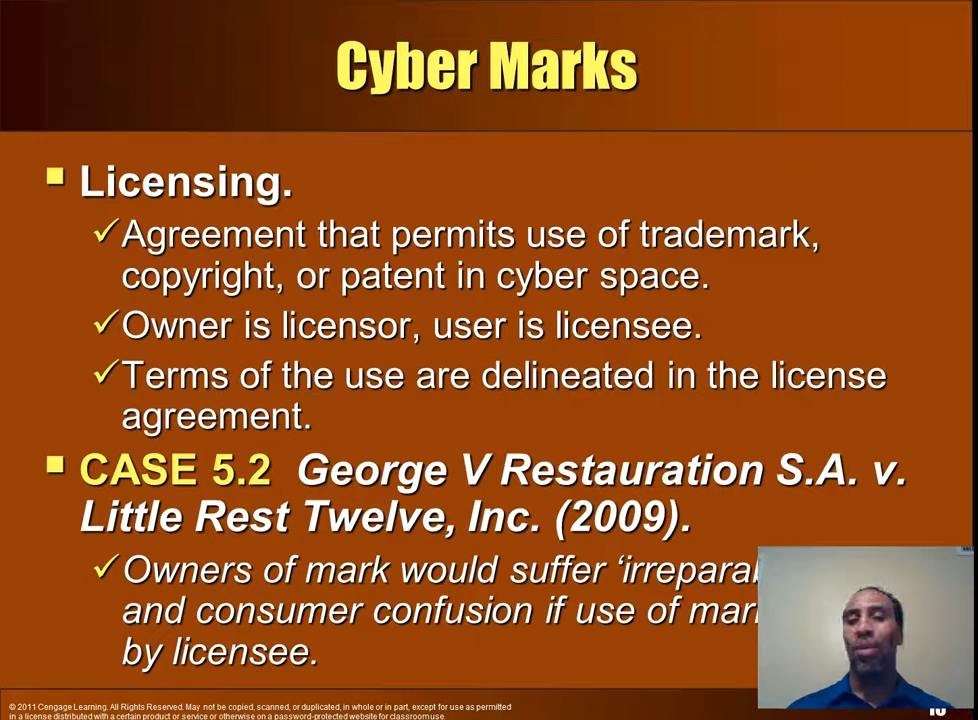 Cyber Marks
Licensing.
Agreement that permits use of trademark,
copyright, or patent in cyber space.
Owner is licensor, user is licensee.
Terms of the use are delineated in the license
agreement.
CASE 5.2 George V Restauration S.A. v.
Little Rest Twelve, Inc. (2009).
Owners of mark would suffer
and consumer confusion if use of
by licensee.
© 2011 Cengage Learning. All Rights Reserved. May not be copied, scanned, or duplicated, in whole or in part, except for use as permitted
in a license distributed with a certain product or service or otherwise on a password-protected website for classroom use.